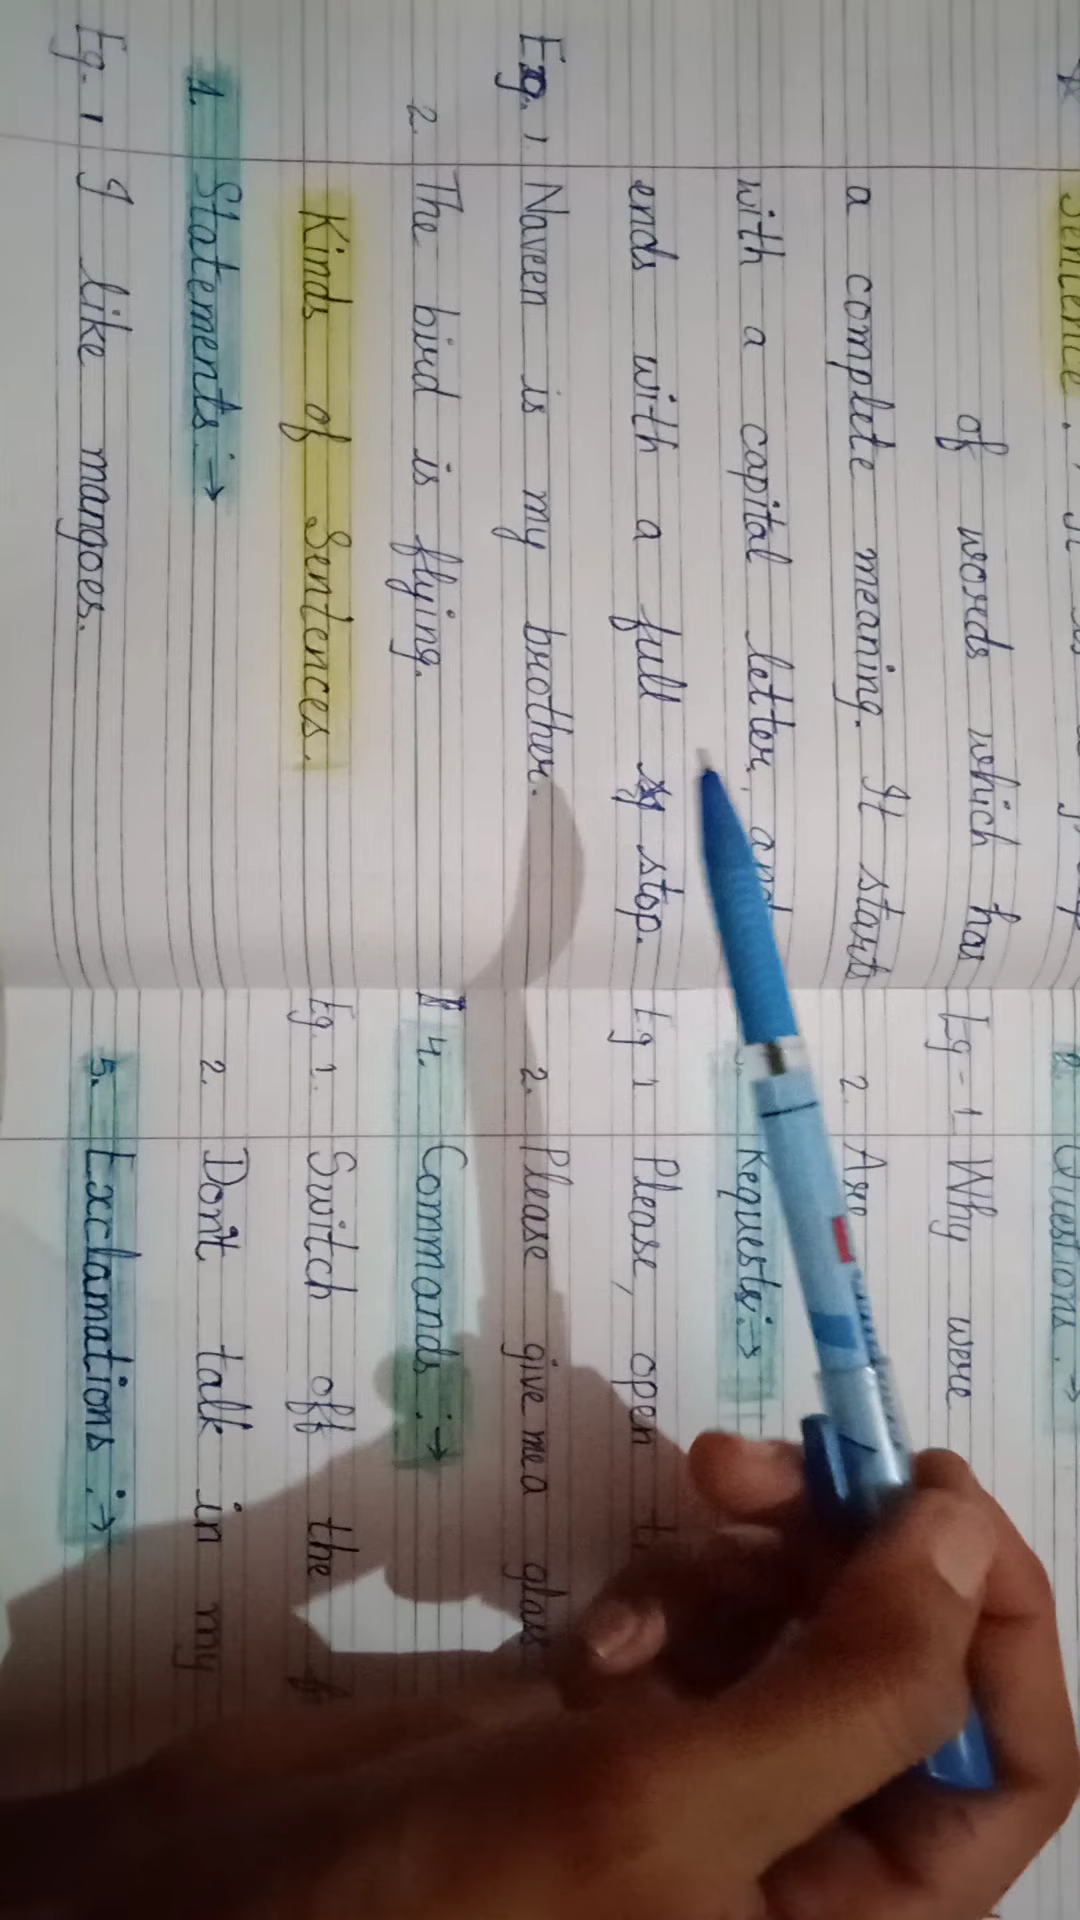 Sentence :
of words which has
a complete meaning. It starts
with a capital letter, and
ends with a full stop.
Eg. 1. Naveen is my brother.
2. The bird is flying.
Kinds of Sentences.
1. Statements :→
Eg. 1 I like mangoes.
2. Questions :→
Eg - 1. Why were
2. Are
Requests :→
Eg 1 Please, open
2. Please give me a glass
4. Commands :→
Eg. 1. Switch off the
2. Don't talk in my
5. Exclamations :→